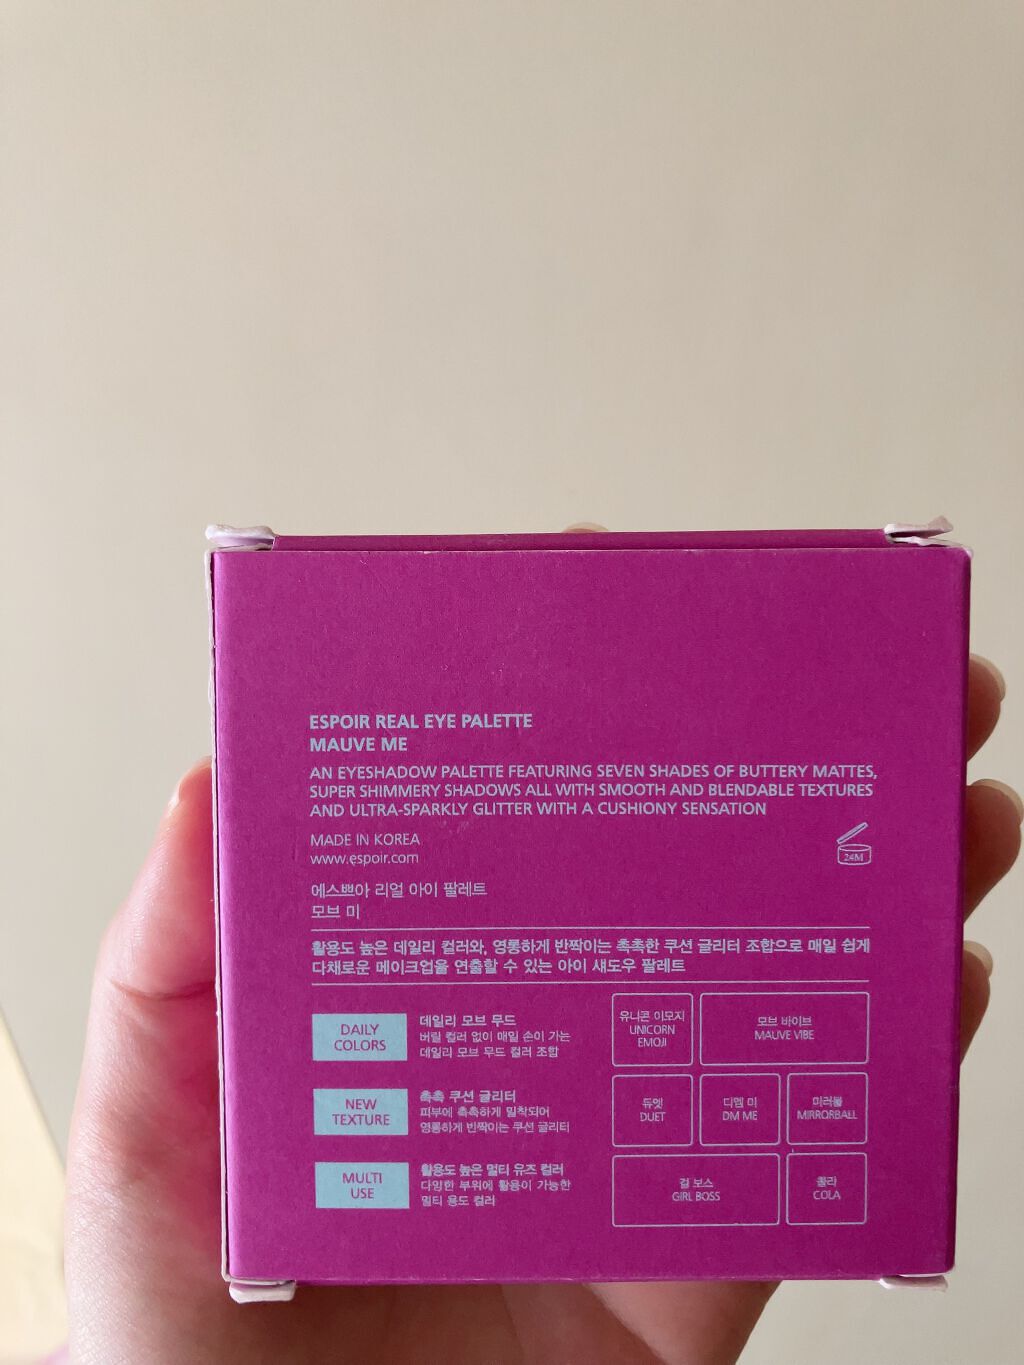 ESPOIR REAL EYE PALETTE
MAUVE ME
AN EYESHADOW PALETTE FEATURING SEVEN SHADES OF BUTTERY MATTES,
SUPER SHIMMERY SHADOWS ALL WITH SMOOTH AND BLENDABLE TEXTURES
AND ULTRA-SPARKLY GLITTER WITH A CUSHIONY SENSATION
MADE IN KOREA
www.espoir.com
24M
에스쁘아 리얼 아이 팔레트
모브 미
활용도 높은 데일리 컬러와, 영롱하게 반짝이는 촉촉한 쿠션 글리터 조합으로 매일 쉽게
다채로운 메이크업을 연출할 수 있는 아이 섀도우 팔레트
DAILY
COLORS
데일리 모브 무드
버릴 컬러 없이 매일 손이 가는
데일리 모브 무드 컬러 조합
NEW
TEXTURE
촉촉 쿠션 글리터
피부에 촉촉하게 밀착되어
영롱하게 반짝이는 쿠션 글리터
MULTI
USE
활용도 높은 멀티 유즈 컬러
다양한 부위에 활용이 가능한
멀티 용도 컬러
유니콘 이모지
UNICORN
EMOJI
모브 바이브
MAUVE VIBE
듀엣
DUET
디엠 미
DM ME
미러볼
MIRRORBALL
걸 보스
GIRL BOSS
콜라
COLA